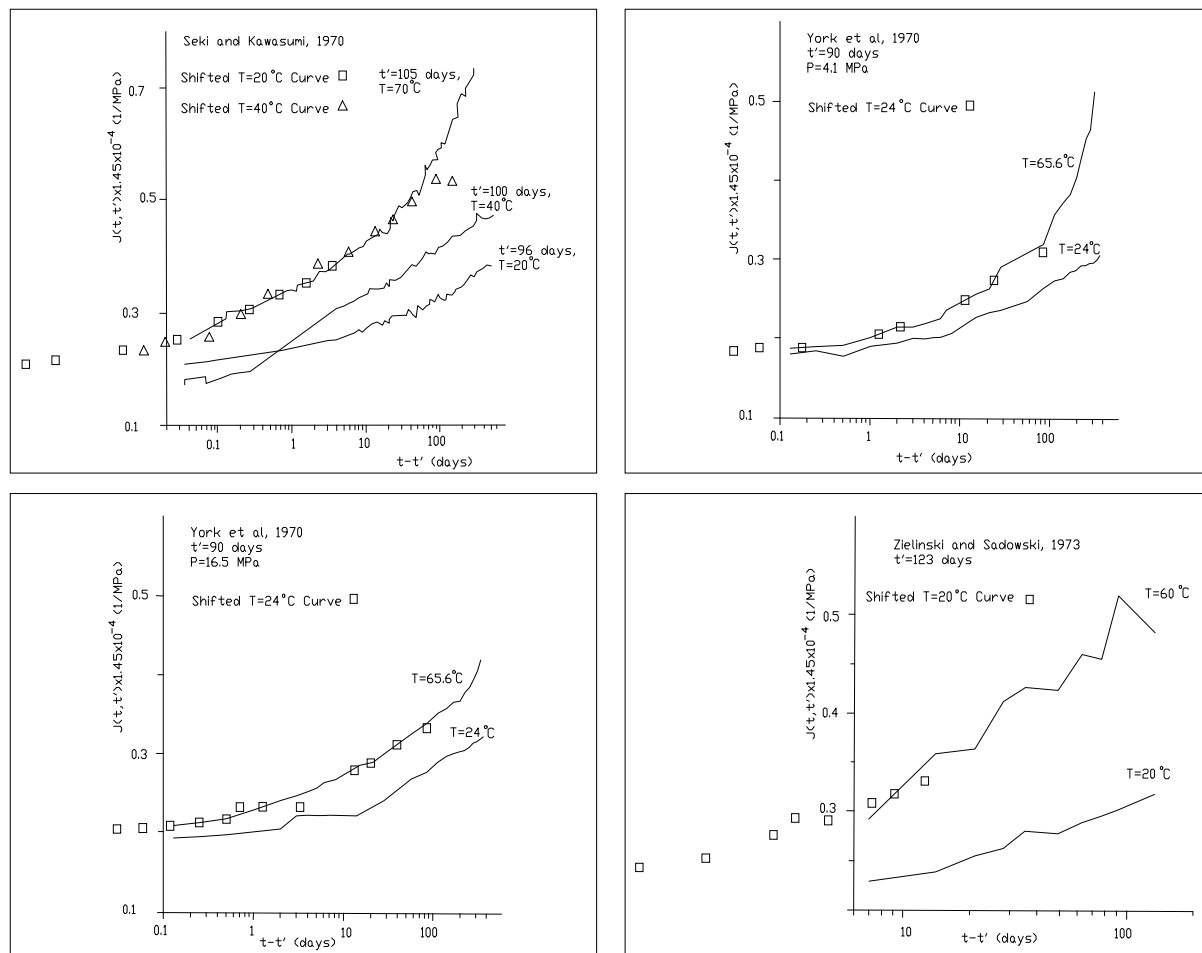 Seki and Kawasumi, 1970
Shifted T=20°C Curve
Shifted T=40°C Curve
t'=105 days,
T=70°C
t'=100 days,
T=40°C
t'=96 days,
T=20°C
J(t,t')x1.45x10⁻⁴ (1/MPa)
0.7
0.5
0.3
0.1
0.1
1
10
100
t-t' (days)
York et al, 1970
t'=90 days
P=4.1 MPa
Shifted T=24°C Curve
T=65.6°C
T=24°C
J(t,t')x1.45x10⁻⁴ (1/MPa)
0.5
0.3
0.1
0.1
1
10
100
t-t' (days)
York et al, 1970
t'=90 days
P=16.5 MPa
Shifted T=24°C Curve
T=65.6°C
T=24°C
J(t,t')x1.45x10⁻⁴ (1/MPa)
0.5
0.3
0.1
0.1
1
10
100
t-t' (days)
Zielinski and Sadowski, 1973
t'=123 days
Shifted T=20°C Curve
T=60°C
T=20°C
J(t,t')x1.45x10⁻⁴ (1/MPa)
0.5
0.4
0.3
10
100
t-t' (days)